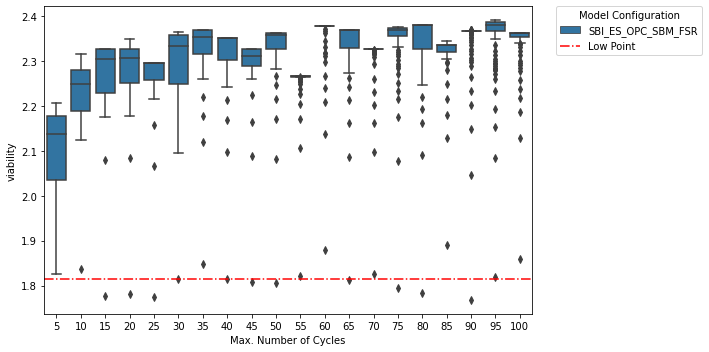 Model Configuration
SBI_ES_OPC_SBM_FSR
Low Point
viability
2.4
2.3
2.2
2.1
2.0
1.9
1.8
5 10 15 20 25 30 35 40 45 50 55 60 65 70 75 80 85 90 95 100
Max. Number of Cycles